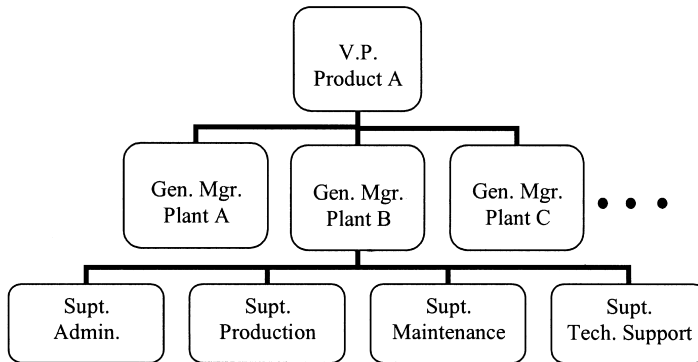 V.P.
Product A
Gen. Mgr.
Plant A
Gen. Mgr.
Plant B
Gen. Mgr.
Plant C
• • •
Supt.
Admin.
Supt.
Production
Supt.
Maintenance
Supt.
Tech. Support